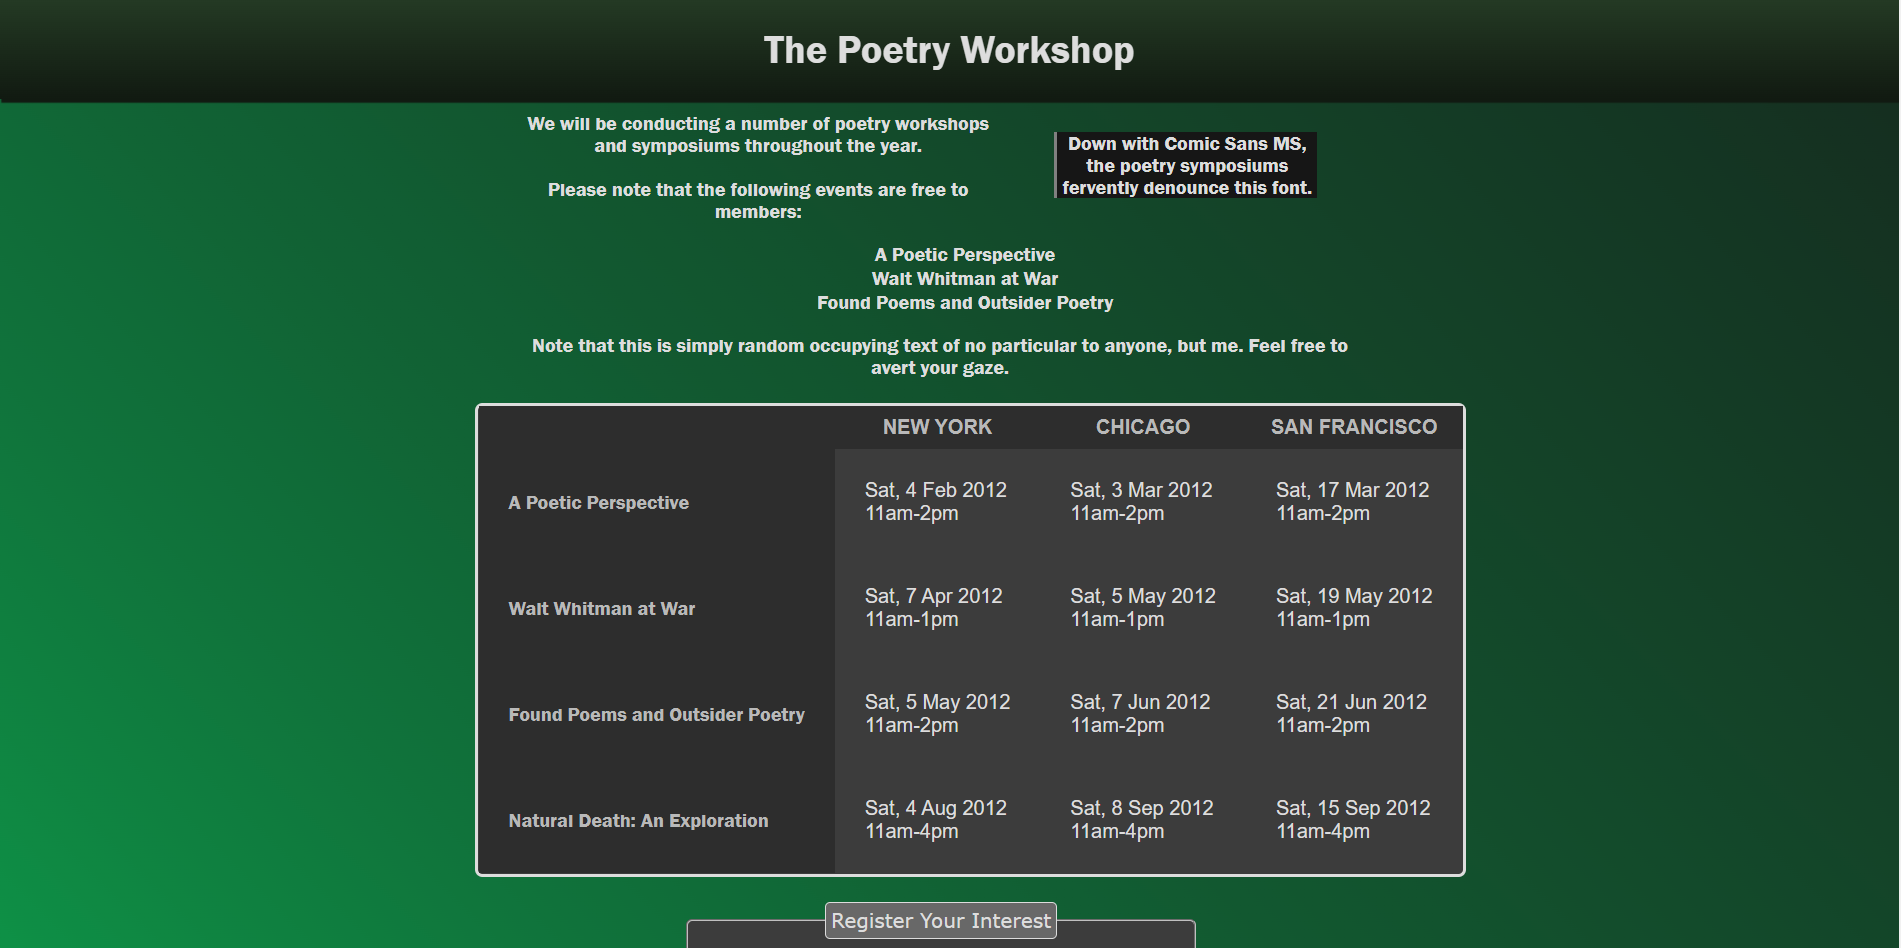 The Poetry Workshop
We will be conducting a number of poetry workshops
and symposiums throughout the year.
Please note that the following events are free to
members:
Down with Comic Sans MS,
the poetry symposiums
fervently denounce this font.
A Poetic Perspective
Walt Whitman at War
Found Poems and Outsider Poetry
Note that this is simply random occupying text of no particular to anyone, but me. Feel free to
avert your gaze.
NEW YORK CHICAGO SAN FRANCISCO
A Poetic Perspective
Sat, 4 Feb 2012
11am-2pm
Sat, 3 Mar 2012
11am-2pm
Sat, 17 Mar 2012
11am-2pm
Walt Whitman at War
Sat, 7 Apr 2012
11am-1pm
Sat, 5 May 2012
11am-1pm
Sat, 19 May 2012
11am-1pm
Found Poems and Outsider Poetry
Sat, 5 May 2012
11am-2pm
Sat, 7 Jun 2012
11am-2pm
Sat, 21 Jun 2012
11am-2pm
Natural Death: An Exploration
Sat, 4 Aug 2012
11am-4pm
Sat, 8 Sep 2012
11am-4pm
Sat, 15 Sep 2012
11am-4pm
Register Your Interest